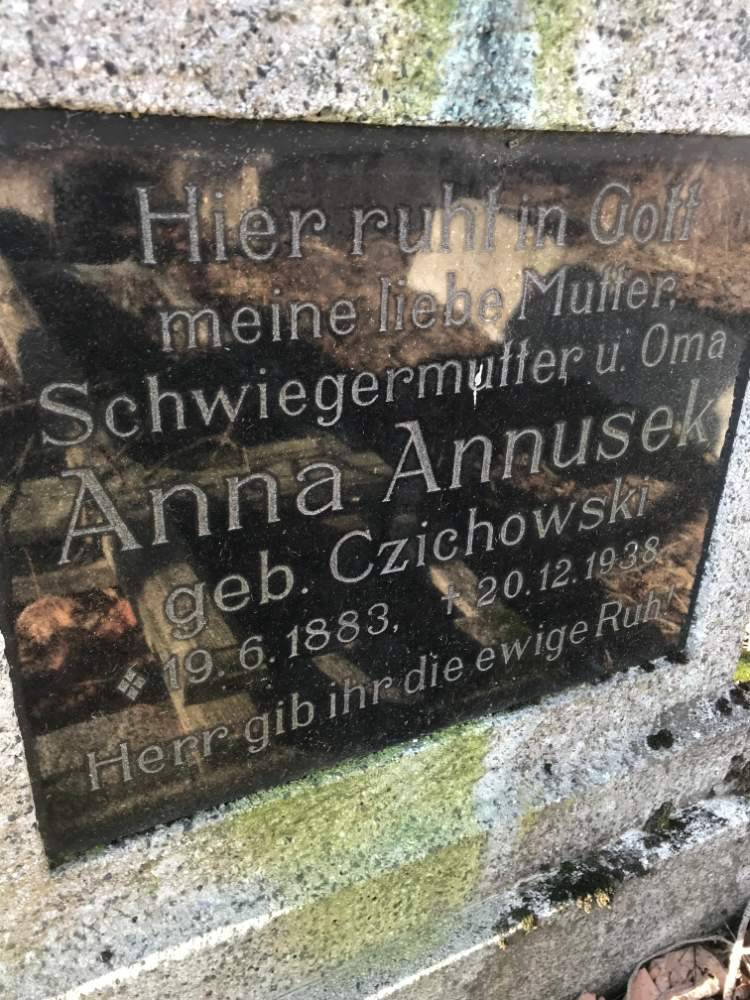 Hier ruht in Gott
meine liebe Mutter,
Schwiegermutter u. Oma
Anna Annusek
geb. Czichowski
19.6.1883, † 20.12.1938
Herr gib ihr die ewige Ruh!